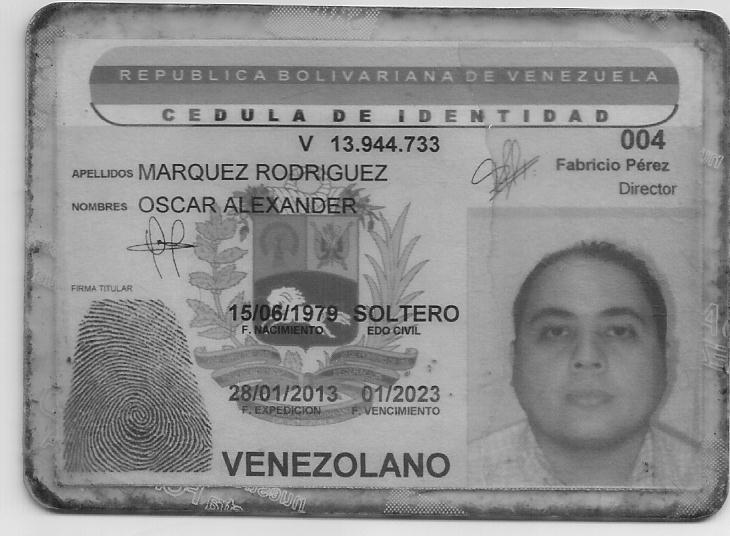 REPUBLICA BOLIVARIANA DE VENEZUELA
CEDULA DE IDENTIDAD
V 13.944.733
004
APELLIDOS MARQUEZ RODRIGUEZ
Fabricio Pérez
Director
NOMBRES OSCAR ALEXANDER
FIRMA TITULAR
15/06/1979 SOLTERO
F. NACIMIENTO EDO CIVIL
28/01/2013 01/2023
F. EXPEDICION F. VENCIMIENTO
VENEZOLANO